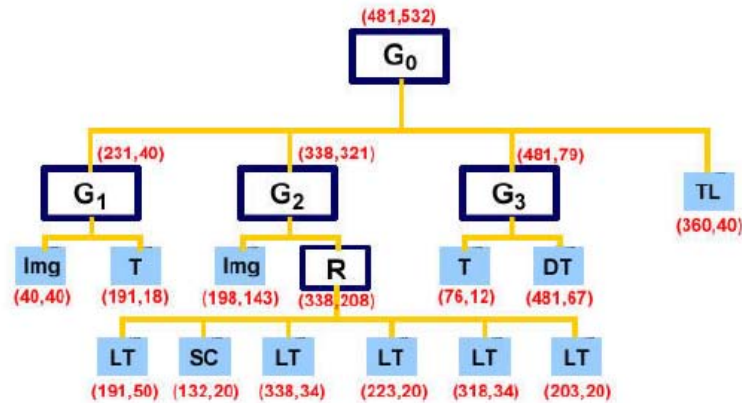 (481,532)
G0
(231,40) (338,321) (481,79)
G1 G2 G3 TL
(360,40)
Img T Img R T DT
(40,40) (191,18) (198,143) (338,208) (76,12) (481,67)
LT SC LT LT LT LT
(191,50) (132,20) (338,34) (223,20) (318,34) (203,20)